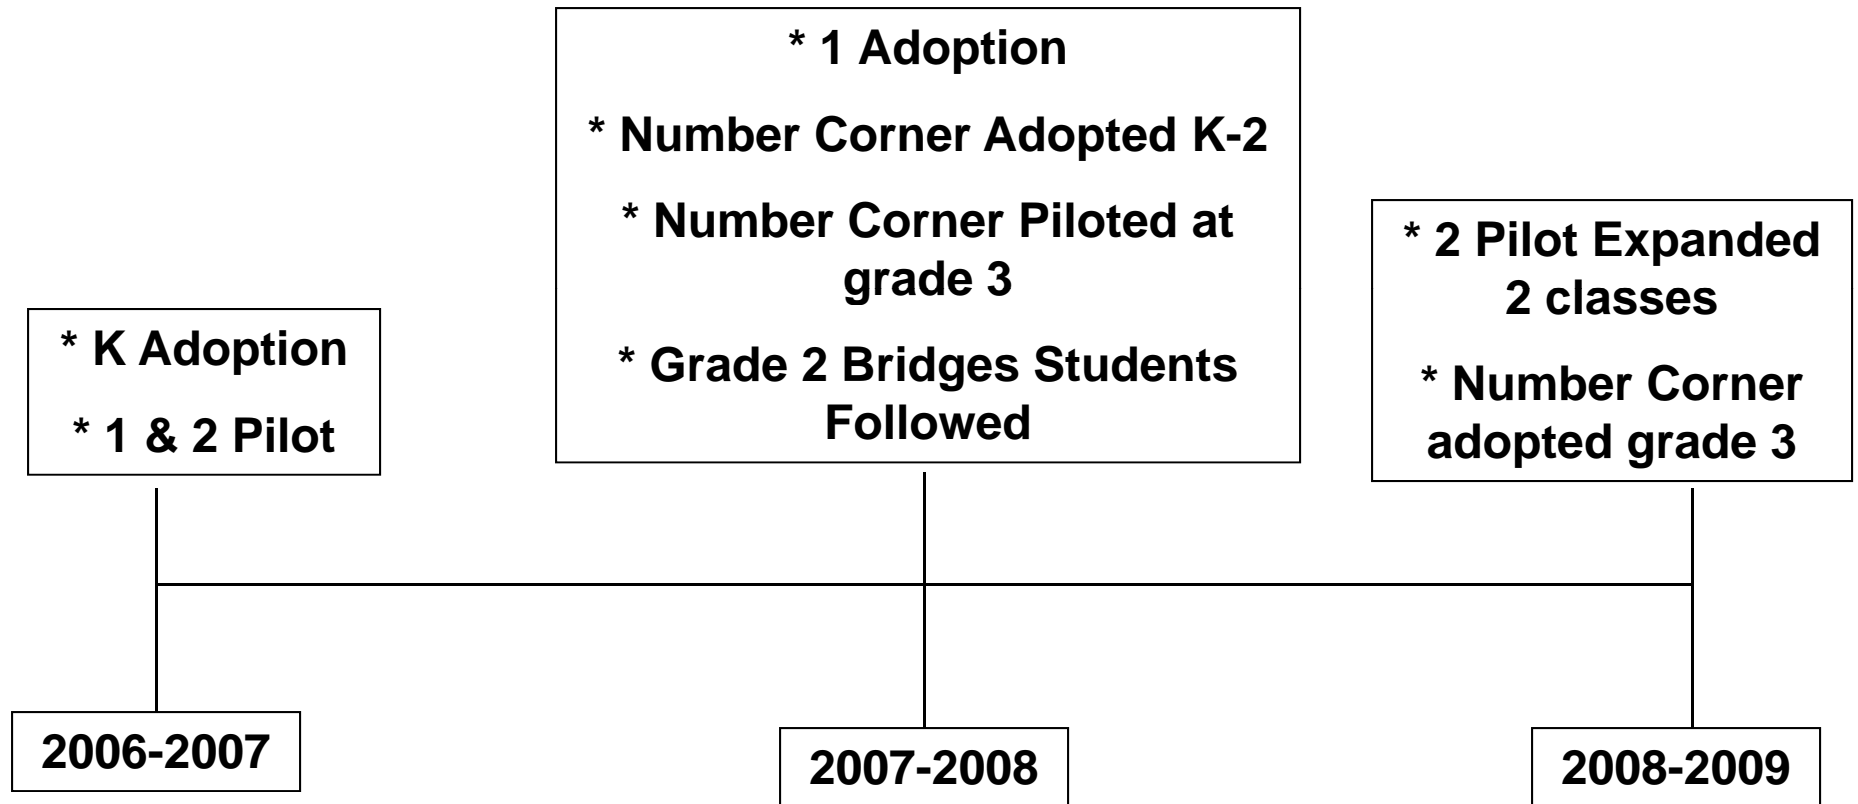 * K Adoption
* 1 & 2 Pilot
* 1 Adoption
* Number Corner Adopted K-2
* Number Corner Piloted at
grade 3
* Grade 2 Bridges Students
Followed
* 2 Pilot Expanded
2 classes
* Number Corner
adopted grade 3
2006-2007
2007-2008
2008-2009